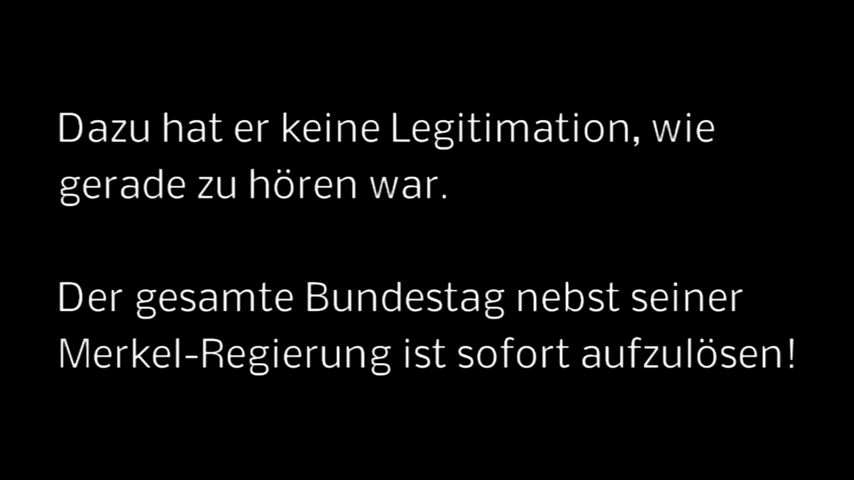 Dazu hat er keine Legitimation, wie
gerade zu hören war.
Der gesamte Bundestag nebst seiner
Merkel-Regierung ist sofort aufzulösen!